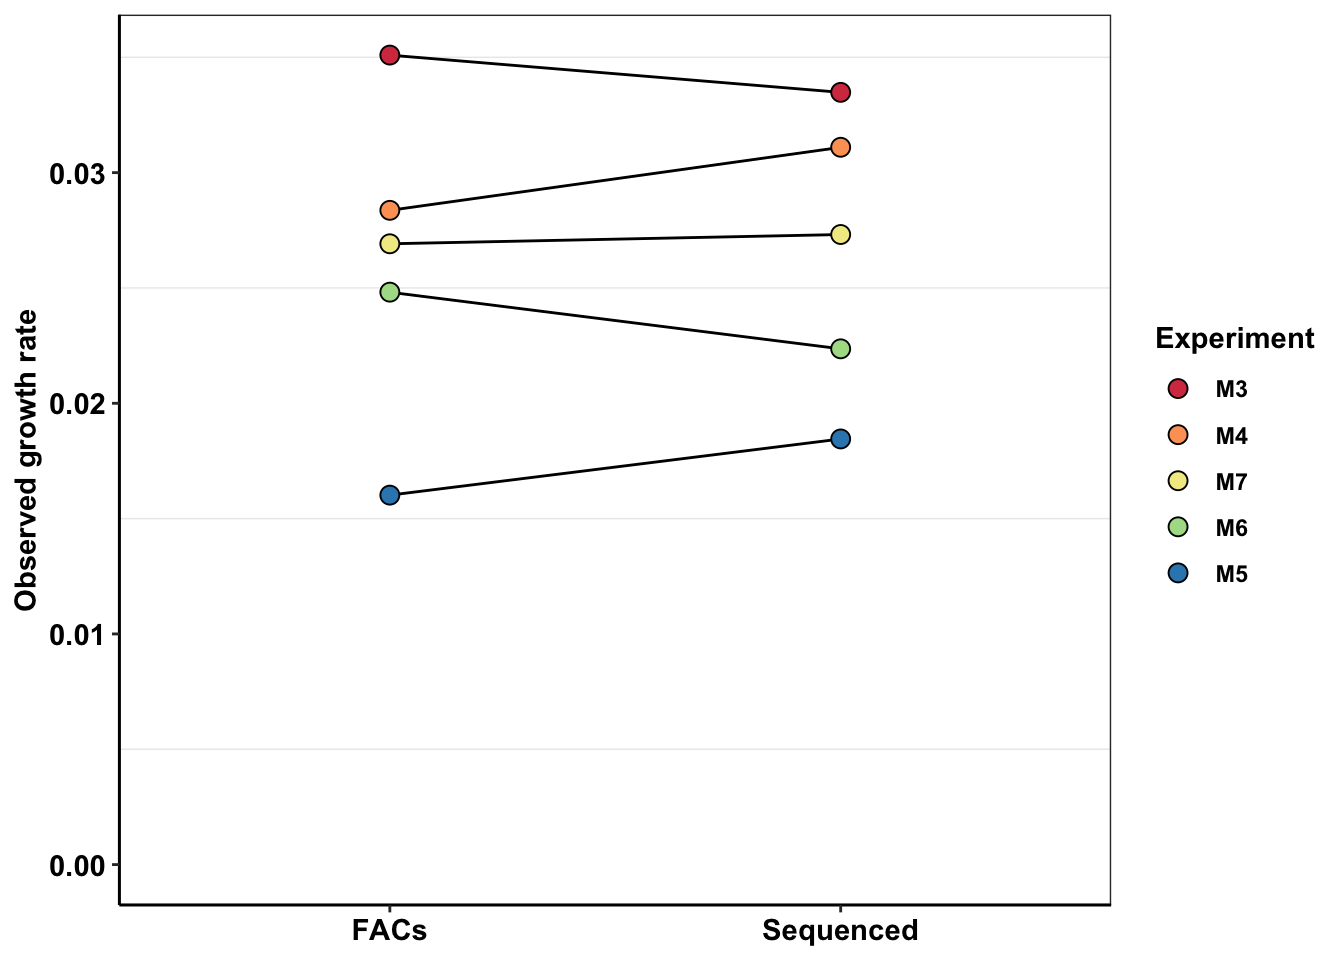 Observed growth rate
0.03
0.02
0.01
0.00
FACs
Sequenced
Experiment
M3
M4
M7
M6
M5